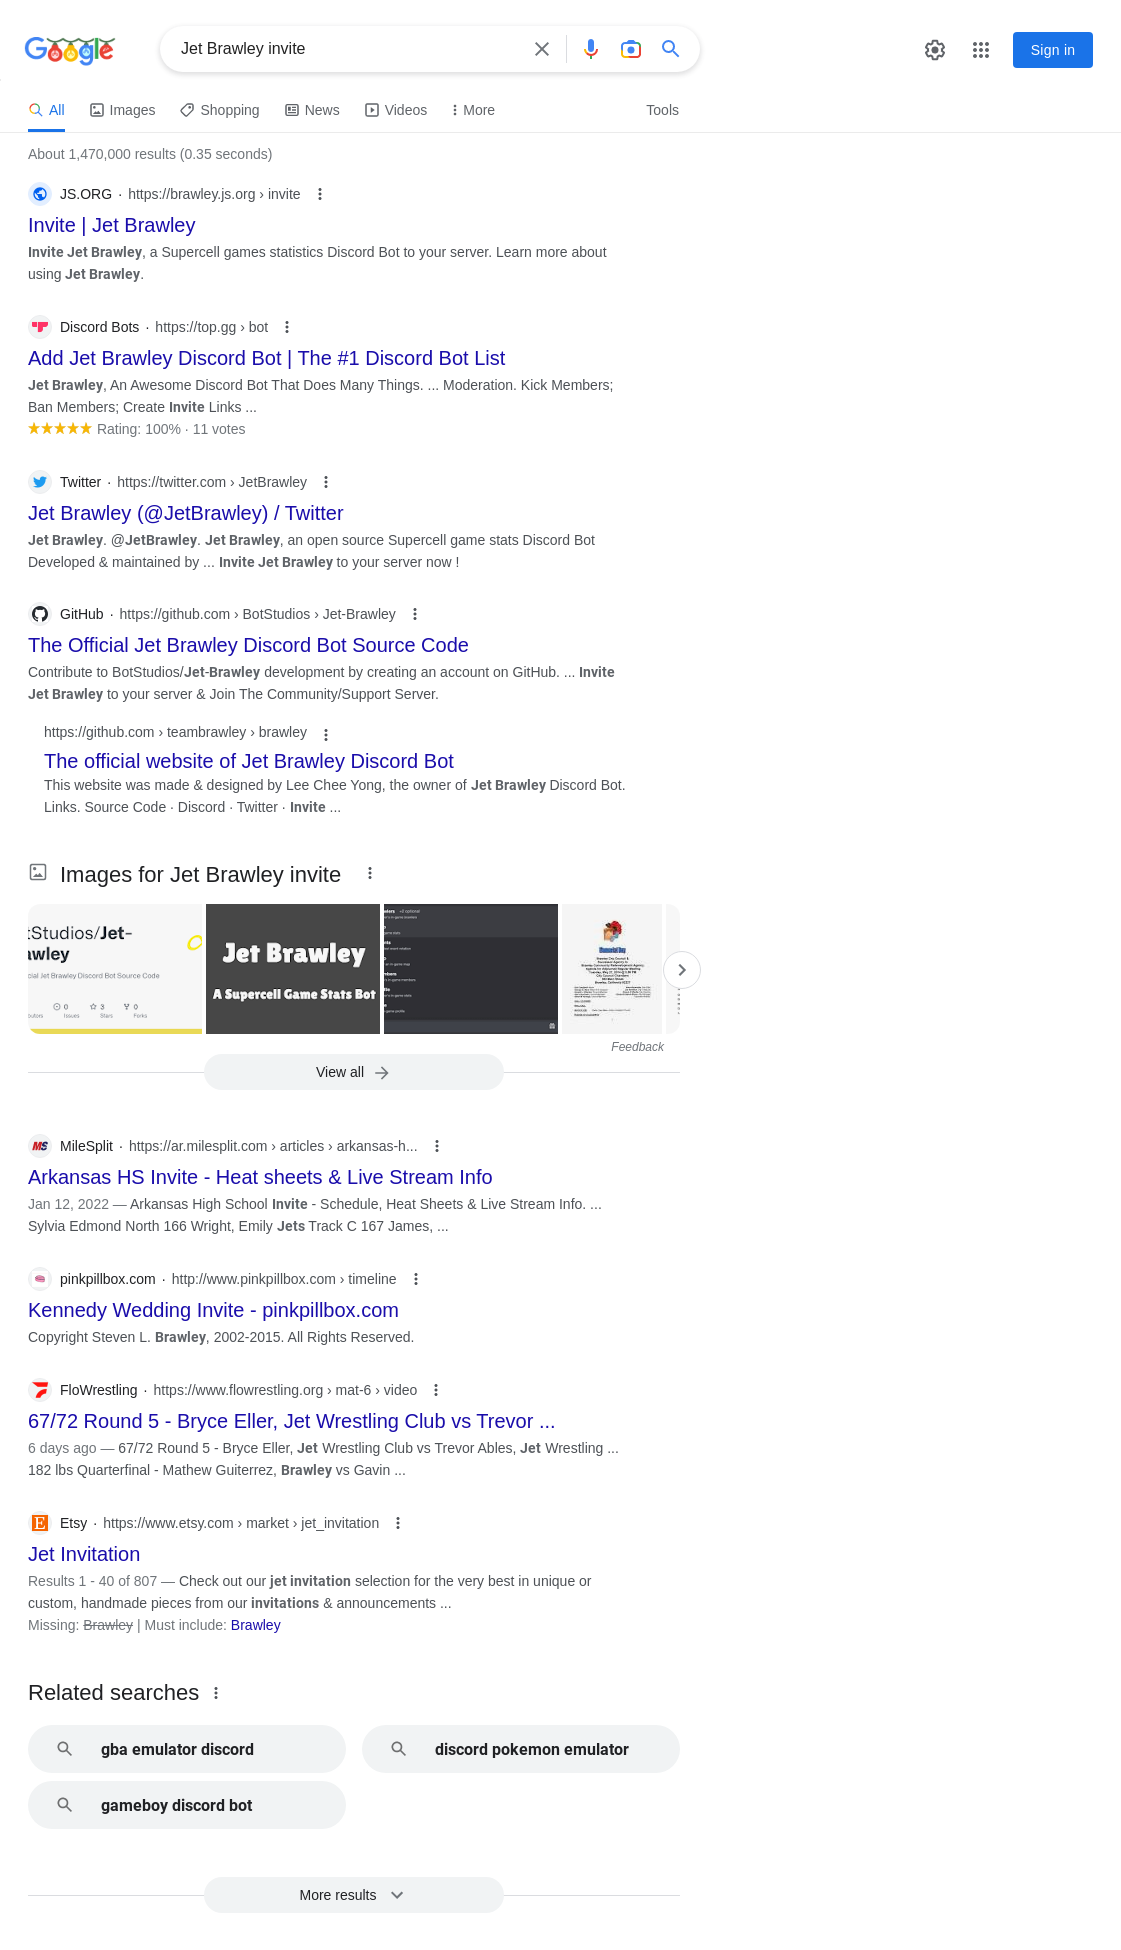 Google
Jet Brawley invite
Sign in
All
Images
Shopping
News
Videos
More
Tools
About 1,470,000 results (0.35 seconds)
JS.ORG · https://brawley.js.org › invite
Invite | Jet Brawley
Invite Jet Brawley, a Supercell games statistics Discord Bot to your server. Learn more about
using Jet Brawley.
Discord Bots · https://top.gg › bot
Add Jet Brawley Discord Bot | The #1 Discord Bot List
Jet Brawley, An Awesome Discord Bot That Does Many Things. ... Moderation. Kick Members;
Ban Members; Create Invite Links ...
Rating: 100% · 11 votes
Twitter · https://twitter.com › JetBrawley
Jet Brawley (@JetBrawley) / Twitter
Jet Brawley. @JetBrawley. Jet Brawley, an open source Supercell game stats Discord Bot
Developed & maintained by ... Invite Jet Brawley to your server now !
GitHub · https://github.com › BotStudios › Jet-Brawley
The Official Jet Brawley Discord Bot Source Code
Contribute to BotStudios/Jet-Brawley development by creating an account on GitHub. ... Invite
Jet Brawley to your server & Join The Community/Support Server.
https://github.com › teambrawley › brawley
The official website of Jet Brawley Discord Bot
This website was made & designed by Lee Chee Yong, the owner of Jet Brawley Discord Bot.
Links. Source Code · Discord · Twitter · Invite ...
Images for Jet Brawley invite
tStudios/Jet-
awley
cial Jet Brawley Discord Bot Source Code
0 3 0
utors Issues Stars Forks
Jet Brawley
A Supercell Game Stats Bot
Memorial Day
Feedback
View all
MS
MileSplit · https://ar.milesplit.com › articles › arkansas-h...
Arkansas HS Invite - Heat sheets & Live Stream Info
Jan 12, 2022 — Arkansas High School Invite - Schedule, Heat Sheets & Live Stream Info. ...
Sylvia Edmond North 166 Wright, Emily Jets Track C 167 James, ...
pinkpillbox.com · http://www.pinkpillbox.com › timeline
Kennedy Wedding Invite - pinkpillbox.com
Copyright Steven L. Brawley, 2002-2015. All Rights Reserved.
FloWrestling · https://www.flowrestling.org › mat-6 › video
67/72 Round 5 - Bryce Eller, Jet Wrestling Club vs Trevor ...
6 days ago — 67/72 Round 5 - Bryce Eller, Jet Wrestling Club vs Trevor Ables, Jet Wrestling ...
182 lbs Quarterfinal - Mathew Guiterrez, Brawley vs Gavin ...
E
Etsy · https://www.etsy.com › market › jet_invitation
Jet Invitation
Results 1 - 40 of 807 — Check out our jet invitation selection for the very best in unique or
custom, handmade pieces from our invitations & announcements ...
Missing: Brawley | Must include: Brawley
Related searches
gba emulator discord
discord pokemon emulator
gameboy discord bot
More results